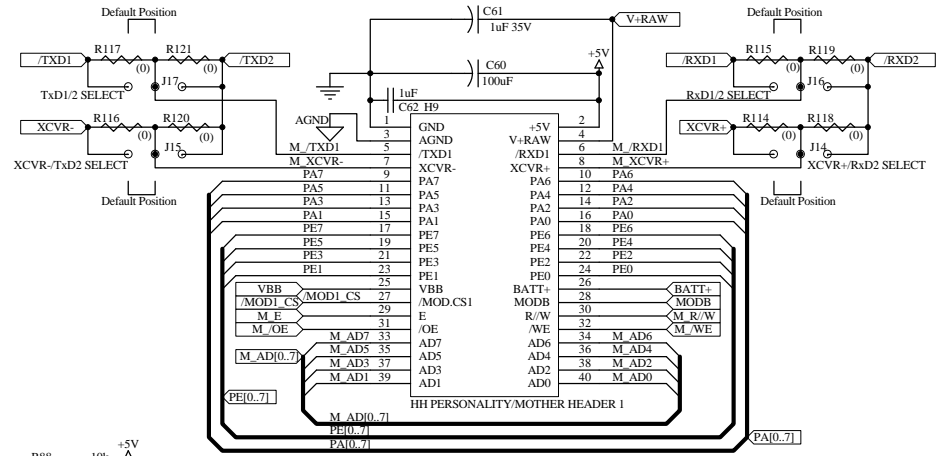 Default Position
C61
1uF 35V
V+RAW
Default Position
/TXD1
R117
R121
/TXD2
(0)
(0)
J17
TxD1/2 SELECT
+5V
C60
100uF
/RXD1
R115
R119
/RXD2
(0)
(0)
J16
RxD1/2 SELECT
1uF
C62 H9
AGND
XCVR-
R116
R120
(0)
(0)
J15
XCVR-/TxD2 SELECT
Default Position
XCVR+
R114
R118
(0)
(0)
J14
XCVR+/RxD2 SELECT
Default Position
1 GND +5V 2
3 AGND V+RAW 4
M_/TXD1 5 /TXD1 /RXD1 6 M_/RXD1
M_XCVR- 7 XCVR- XCVR+ 8 M_XCVR+
PA7 9 PA7 PA6 10 PA6
PA5 11 PA5 PA4 12 PA4
PA3 13 PA3 PA2 14 PA2
PA1 15 PA1 PA0 16 PA0
PE7 17 PE7 PE6 18 PE6
PE5 19 PE5 PE4 20 PE4
PE3 21 PE3 PE2 22 PE2
PE1 23 PE1 PE0 24 PE0
VBB 25 VBB BATT+ 26 BATT+
/MOD1_CS /MOD1_CS 27 /MOD.CS1 MODB 28 MODB
M_E 29 E R//W 30 M_R//W
M_/OE 31 /OE /WE 32 M_/WE
M_AD7 33 AD7 AD6 34 M_AD6
M_AD[0..7] M_AD5 35 AD5 AD4 36 M_AD4
M_AD3 37 AD3 AD2 38 M_AD2
M_AD1 39 AD1 AD0 40 M_AD0
PE[0..7]
HH PERSONALITY/MOTHER HEADER 1
M_AD[0..7]
PE[0..7]
PA[0..7]
PA[0..7]
+5V
R88 10k